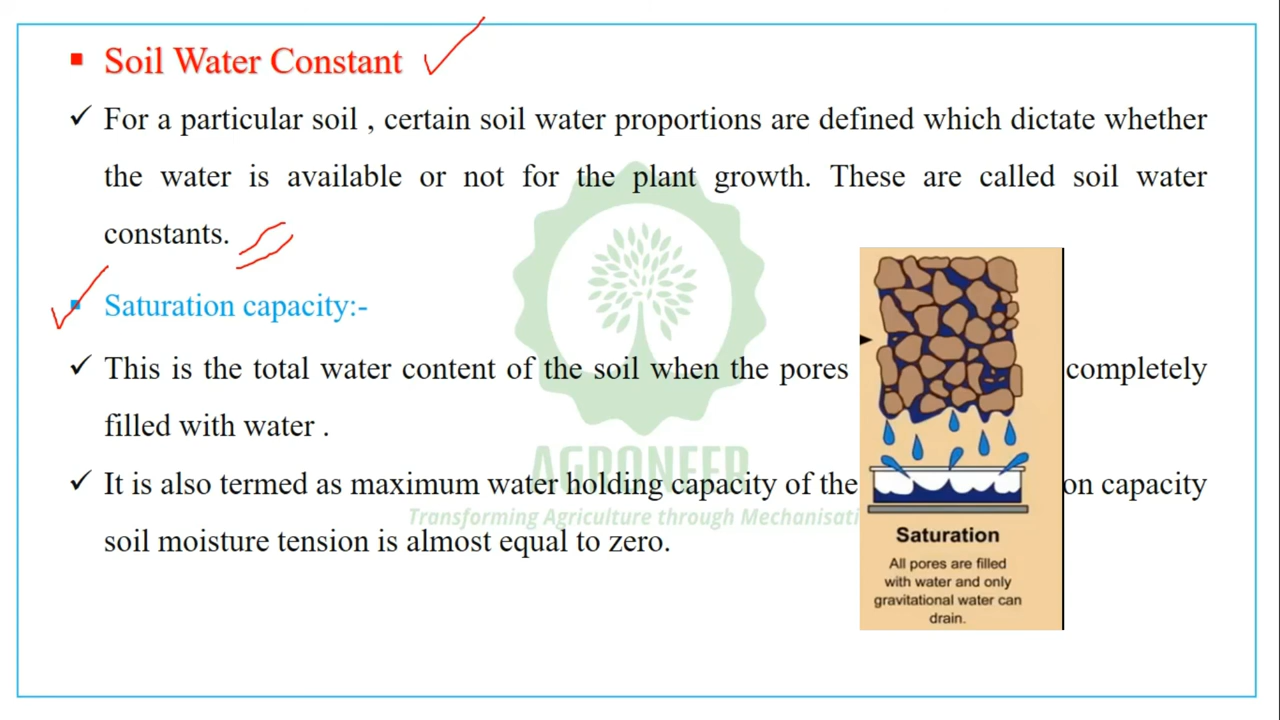 Soil Water Constant
For a particular soil , certain soil water proportions are defined which dictate whether
the water is available or not for the plant growth. These are called soil water
constants.
Saturation capacity:-
This is the total water content of the soil when the pores completely
filled with water .
It is also termed as maximum water holding capacity of the on capacity
soil moisture tension is almost equal to zero.
AGRONEER
Transforming Agriculture through Mechanisati
Saturation
All pores are filled
with water and only
gravitational water can
drain.